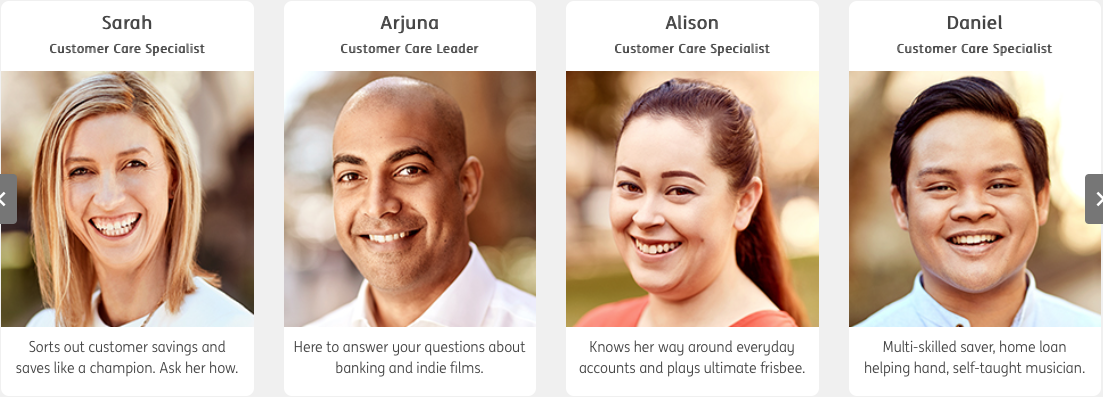 Sarah
Customer Care Specialist
Sorts out customer savings and
saves like a champion. Ask her how.
Arjuna
Customer Care Leader
Here to answer your questions about
banking and indie films.
Alison
Customer Care Specialist
Knows her way around everyday
accounts and plays ultimate frisbee.
Daniel
Customer Care Specialist
Multi-skilled saver, home loan
helping hand, self-taught musician.